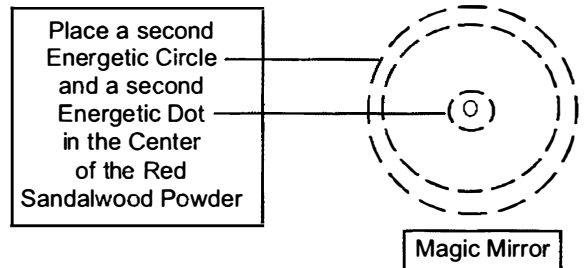 Place a second
Energetic Circle
and a second
Energetic Dot
in the Center
of the Red
Sandalwood Powder
Magic Mirror